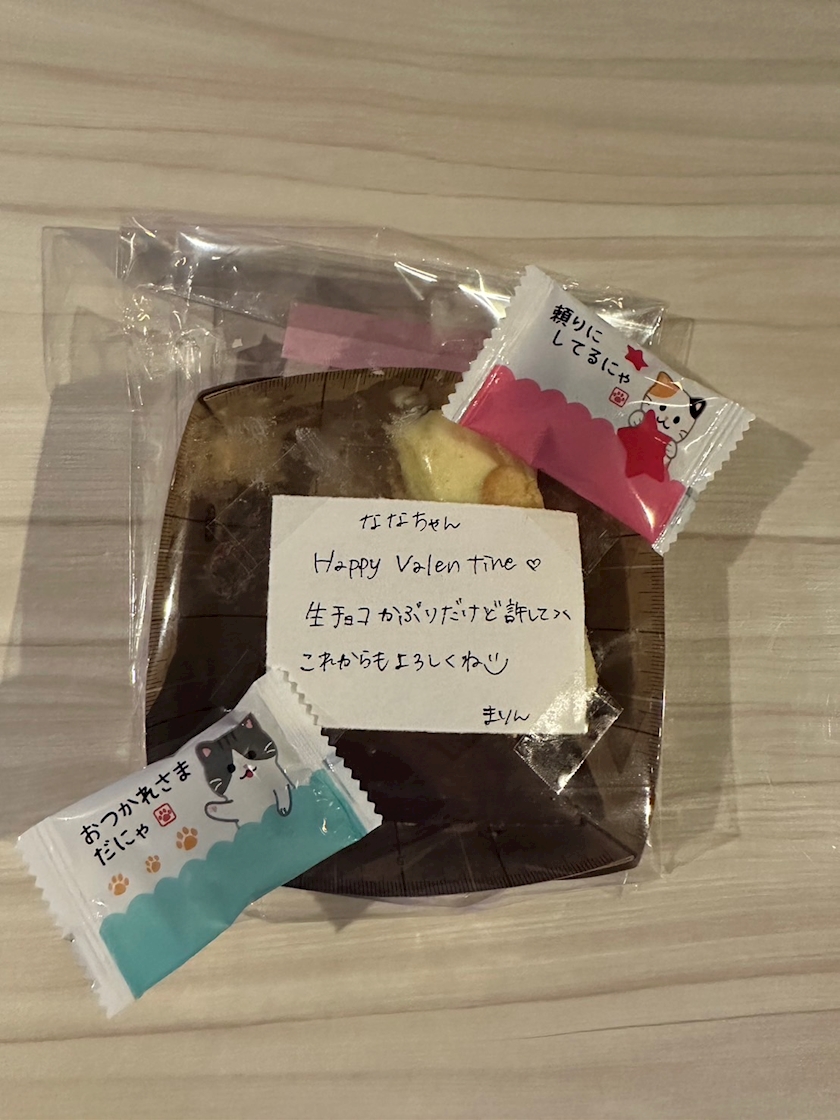 頼りに
してるにゃ
ななちゃん
Happy Valentine♡
生チョコかぶりだけど許して><
これからもよろしくね
まりん
おつかれさま
だにゃ